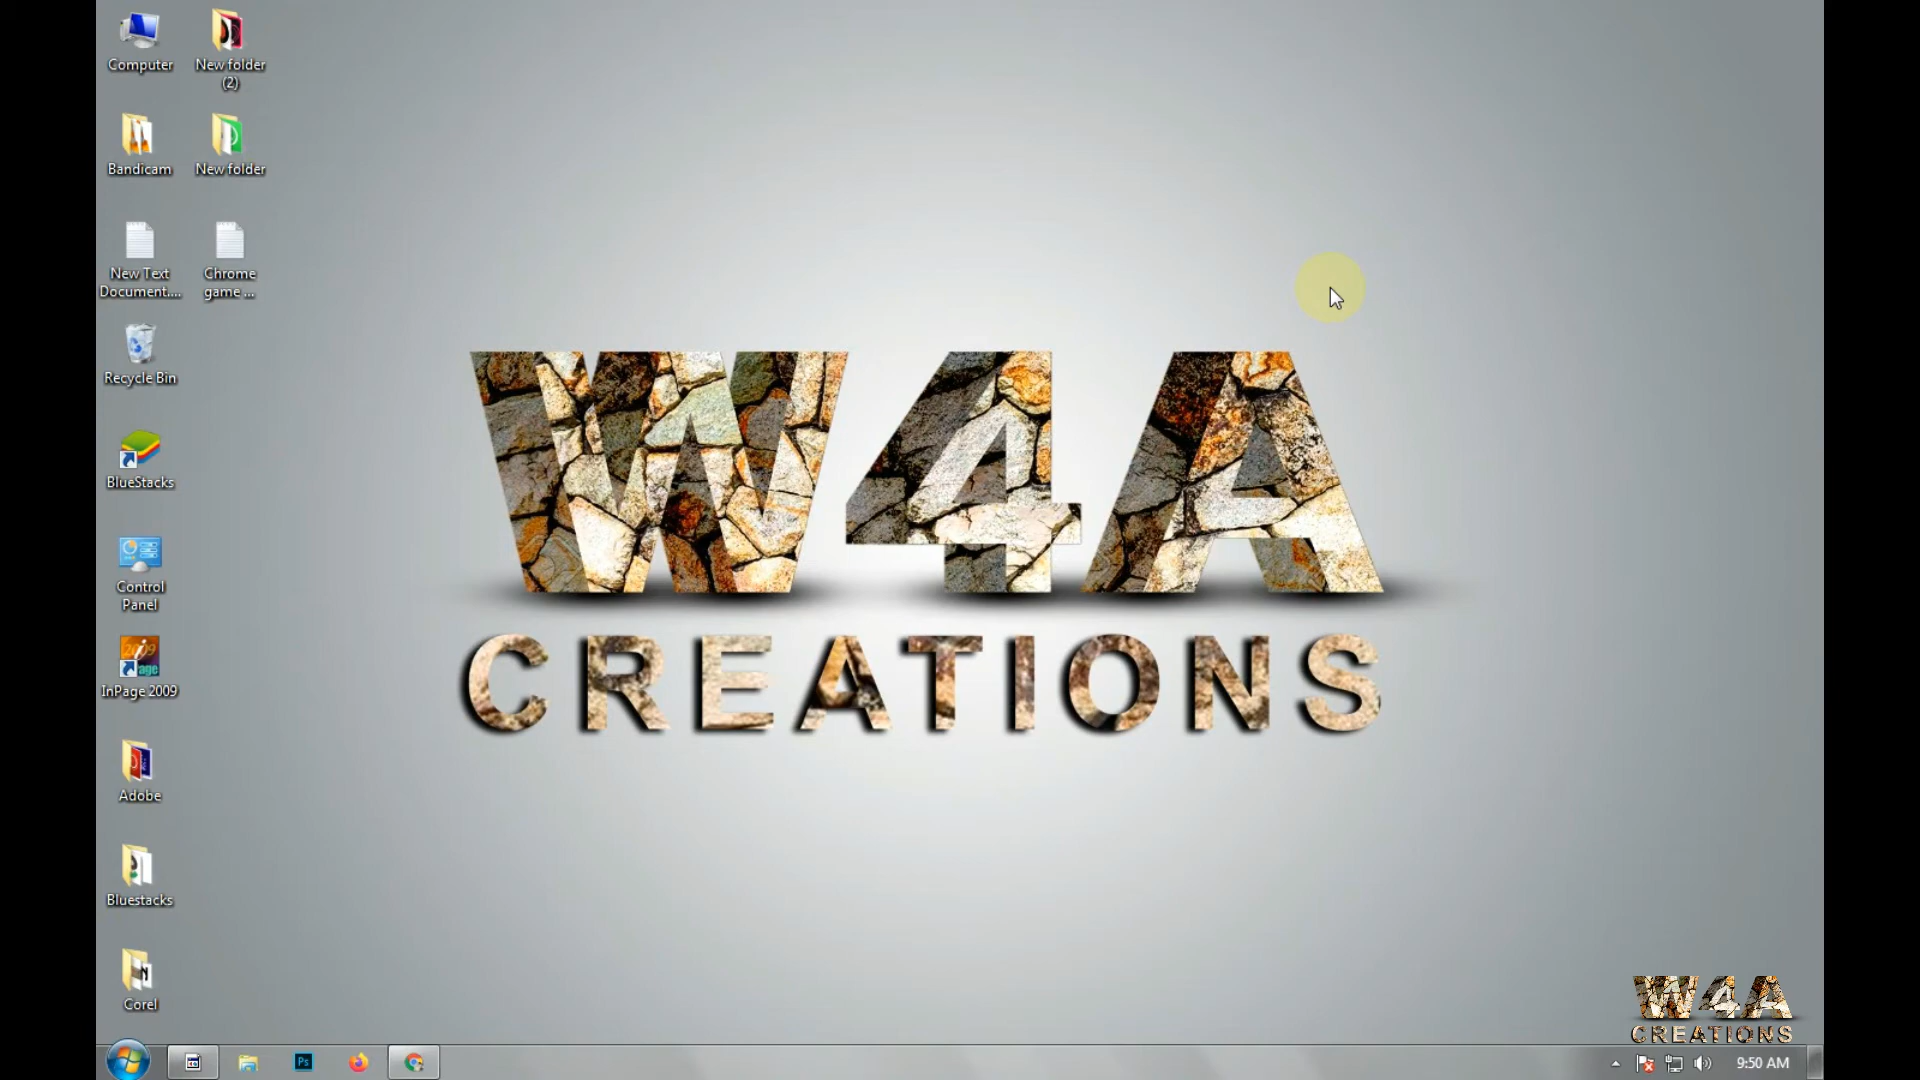 Computer
New folder
(2)
Bandicam
New folder
New Text
Document....
Chrome
game ...
Recycle Bin
BlueStacks
Control
Panel
InPage 2009
Adobe
Bluestacks
Corel
W4A
CREATIONS
W4A
CREATIONS
Ps
9:50 AM